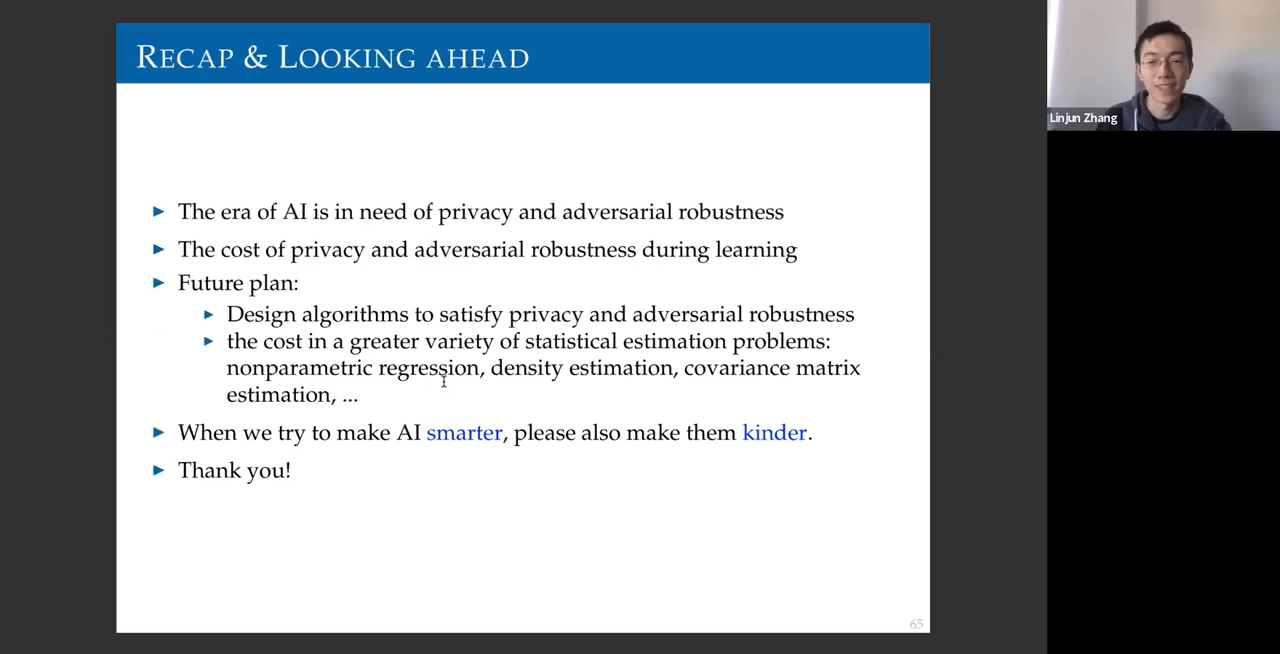 RECAP & LOOKING AHEAD
Linjun Zhang
► The era of AI is in need of privacy and adversarial robustness
► The cost of privacy and adversarial robustness during learning
► Future plan:
► Design algorithms to satisfy privacy and adversarial robustness
► the cost in a greater variety of statistical estimation problems:
nonparametric regression, density estimation, covariance matrix
estimation, ...
► When we try to make AI smarter, please also make them kinder.
► Thank you!
65